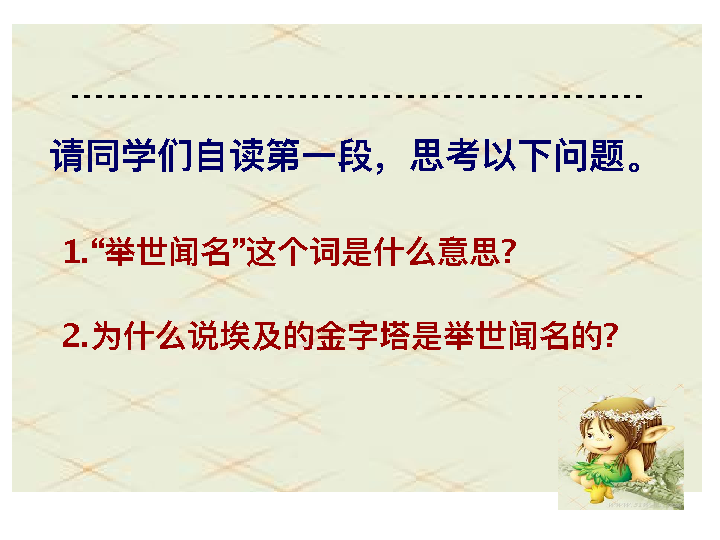 请同学们自读第一段，思考以下问题。
1.“举世闻名”这个词是什么意思?
2.为什么说埃及的金字塔是举世闻名的?